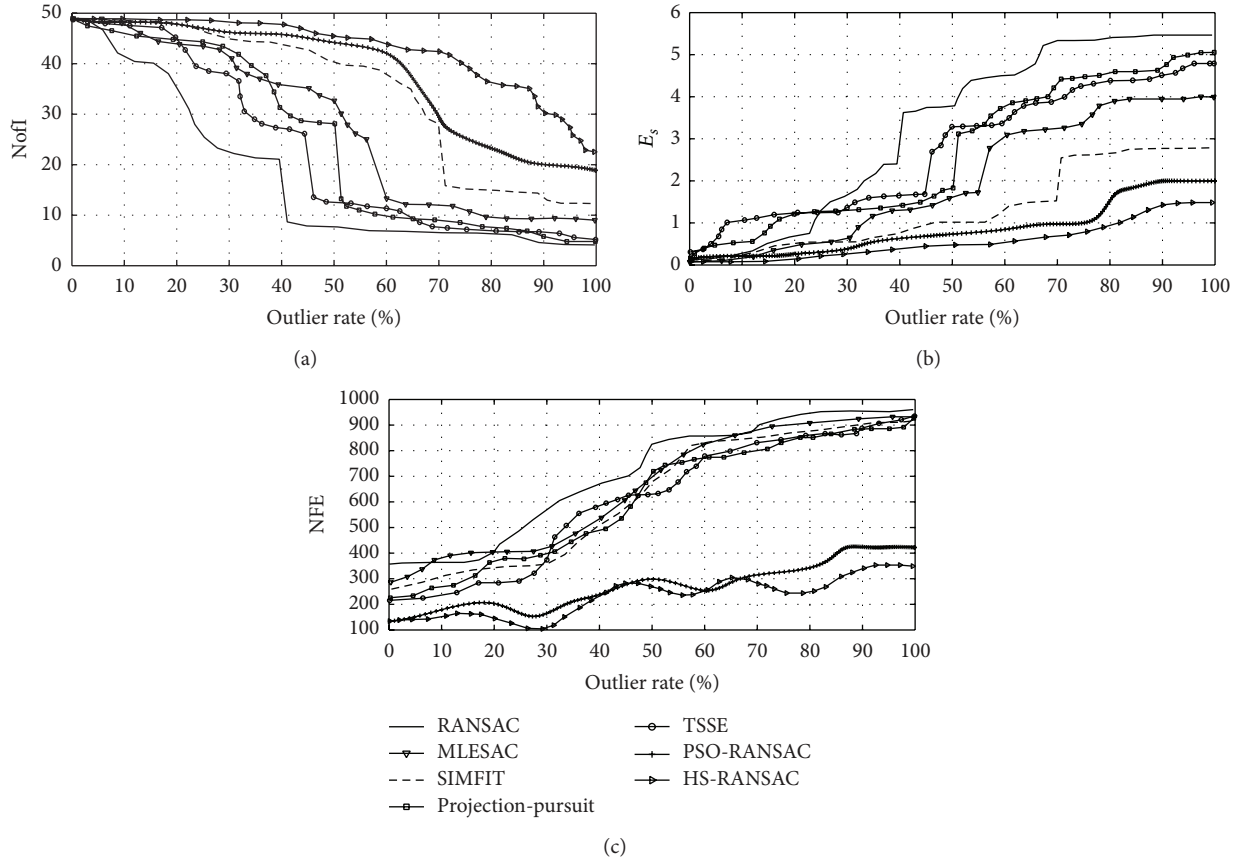 50
40
30
20
10
0
NofI
0 10 20 30 40 50 60 70 80 90 100
Outlier rate (%)
(a)
6
5
4
3
2
1
0
Es
0 10 20 30 40 50 60 70 80 90 100
Outlier rate (%)
(b)
1000
900
800
700
600
500
400
300
200
100
NFE
0 10 20 30 40 50 60 70 80 90 100
Outlier rate (%)
RANSAC
MLESAC
SIMFIT
Projection-pursuit
TSSE
PSO-RANSAC
HS-RANSAC
(c)